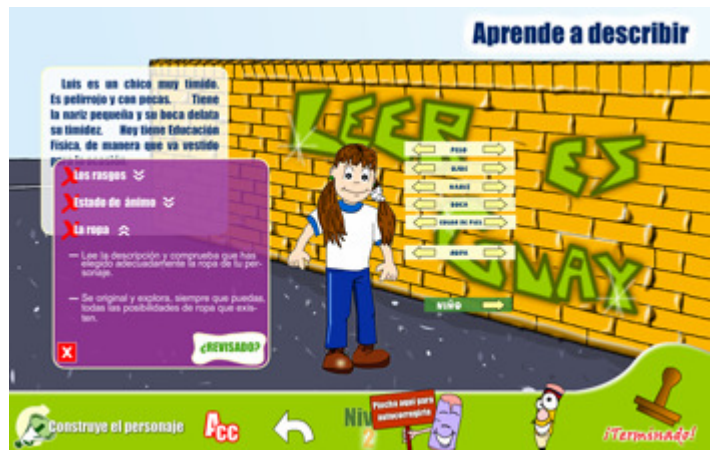 Aprende a describir
Luis es un chico muy tímido.
Es pelirrojo y con pecas. Tiene
la nariz pequeña y su boca delata
su timidez. Hoy tiene Educación
Física, de manera que va vestido
LEER ES
GUAY
Los rasgos
Estado de ánimo
La ropa
— Lee la descripción y comprueba que has
elegido adecuadamente la ropa de tu per-
sonaje.
— Se original y explora, siempre que puedas,
todas las posibilidades de ropa que exis-
ten.
X
¿REVISADO?
PELO
OJOS
NARIZ
BOCA
COLOR DE PIEL
ROPA
NIÑO
Construye el personaje
Acc
Niv
2
Pincha aquí para
autocorregirte
¡Terminado!